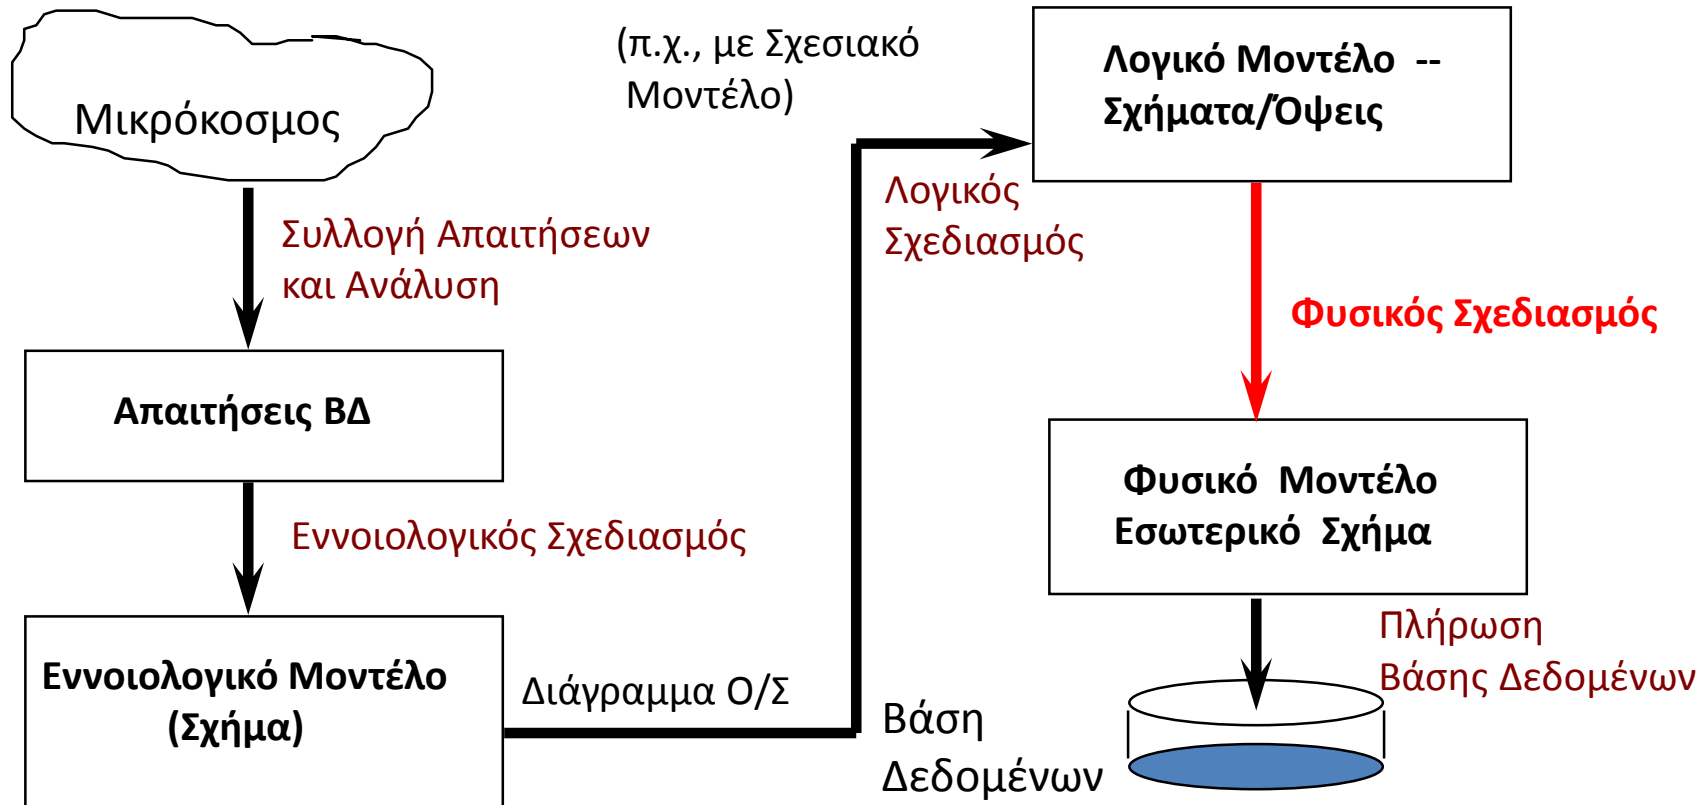 Μικρόκοσμος
Συλλογή Απαιτήσεων
και Ανάλυση
Απαιτήσεις ΒΔ
Εννοιολογικός Σχεδιασμός
Εννοιολογικό Μοντέλο
(Σχήμα)
Διάγραμμα Ο/Σ
(π.χ., με Σχεσιακό
Μοντέλο)
Λογικός
Σχεδιασμός
Λογικό Μοντέλο --
Σχήματα/Όψεις
Φυσικός Σχεδιασμός
Φυσικό Μοντέλο
Εσωτερικό Σχήμα
Πλήρωση
Βάσης Δεδομένων
Βάση
Δεδομένων